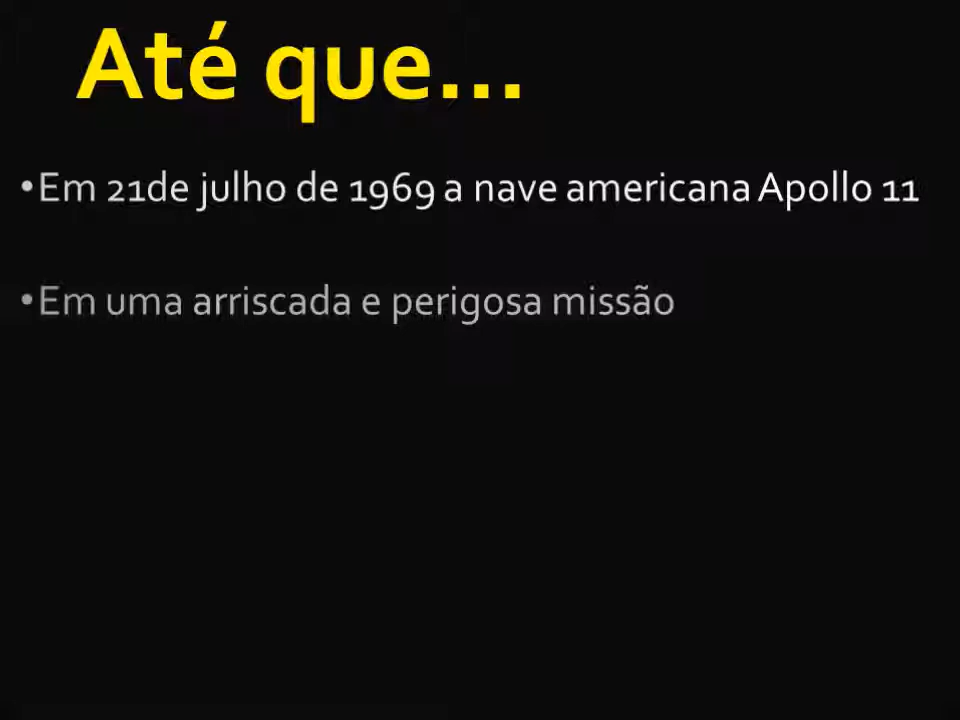 Até que...
•Em 21de julho de 1969 a nave americana Apollo 11
•Em uma arriscada e perigosa missão